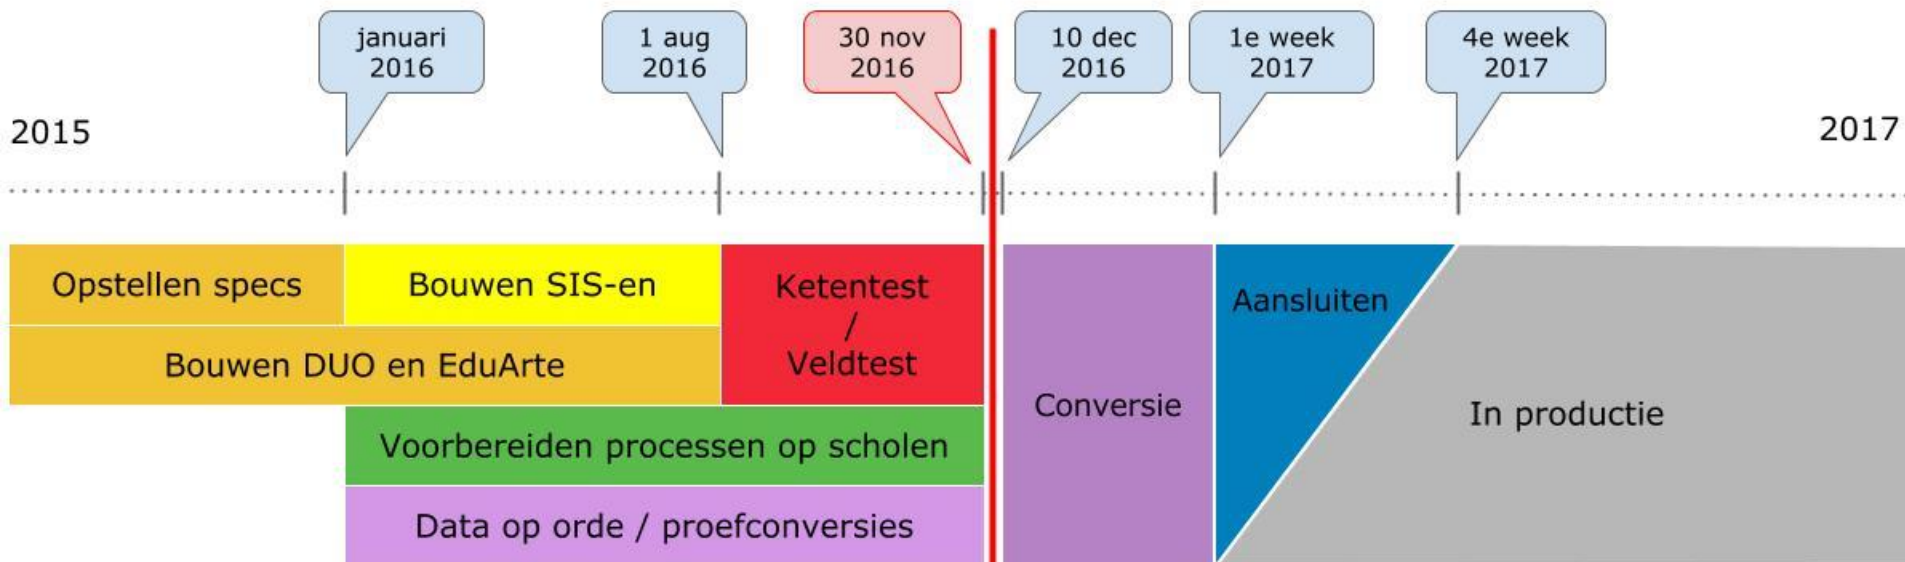 januari
2016
1 aug
2016
30 nov
2016
10 dec
2016
1e week
2017
4e week
2017
2015
2017
Opstellen specs
Bouwen SIS-en
Ketentest
/
Veldtest
Bouwen DUO en EduArte
Voorbereiden processen op scholen
Data op orde / proefconversies
Conversie
Aansluiten
In productie